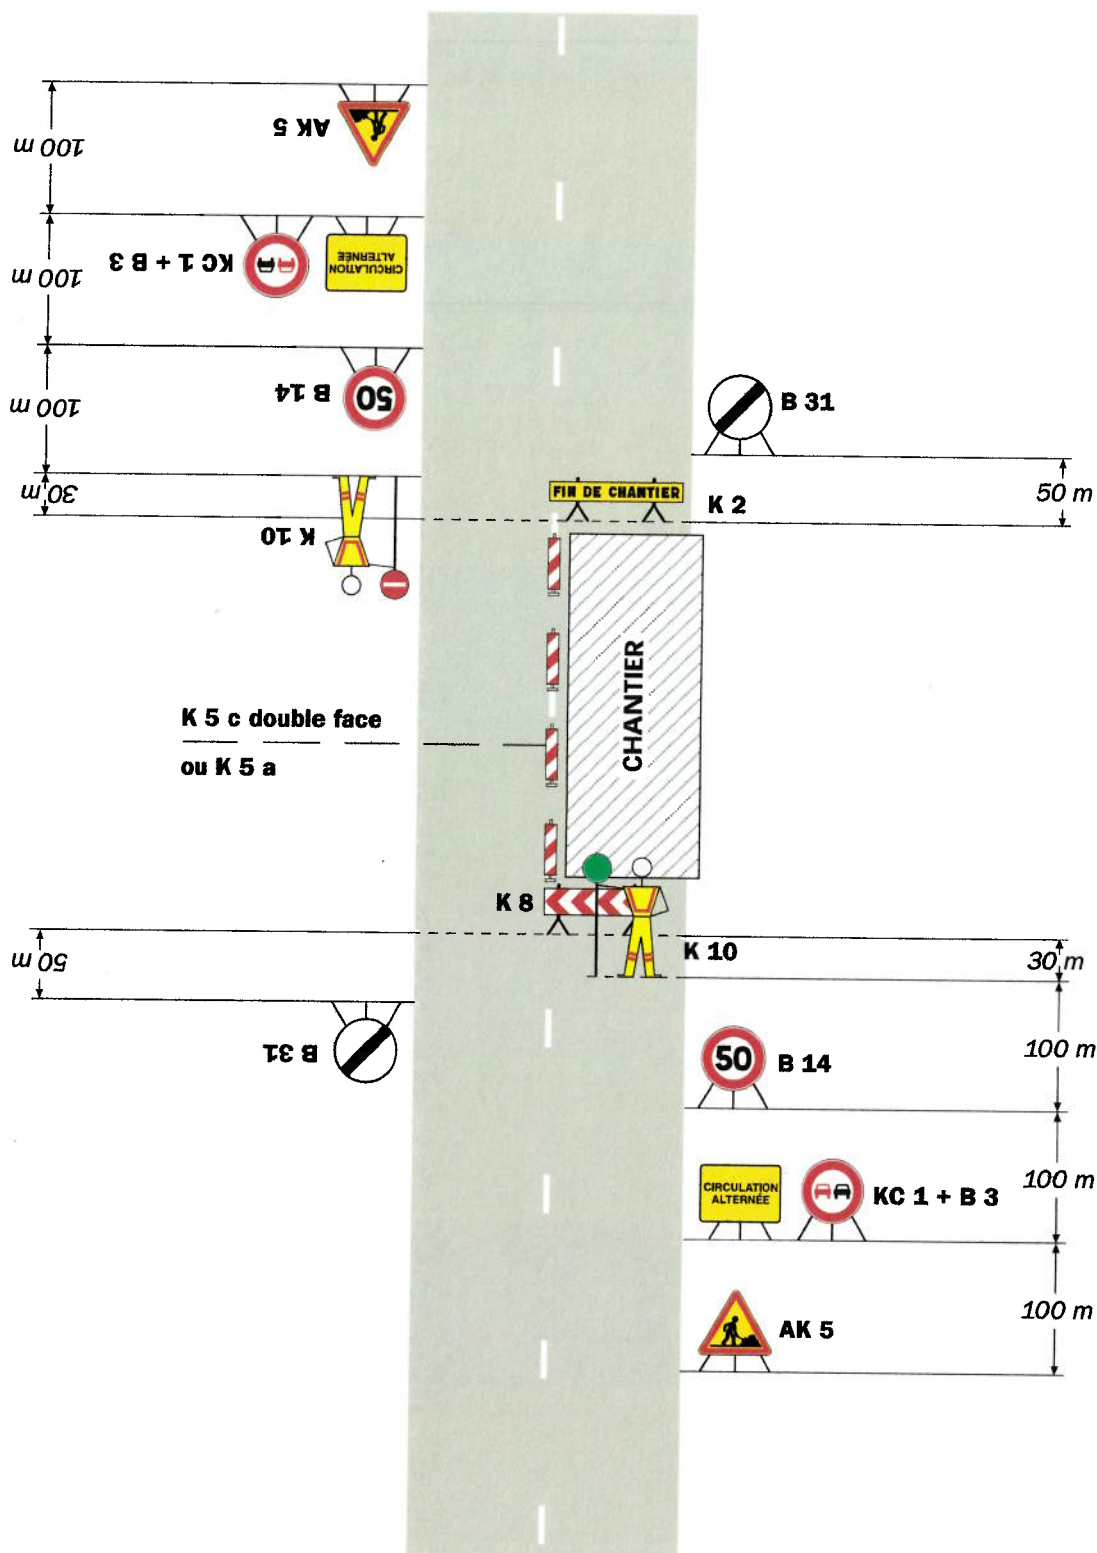 100 m
AK 5
100 m
KC 1 + B 3
CIRCULATION
ALTERNÉE
100 m
B 14
50
B 31
30 m
K 10
FIN DE CHANTIER
K 2
50 m
CHANTIER
K 5 c double face
ou K 5 a
K 8
K 10
50 m
30 m
B 31
50
B 14
100 m
CIRCULATION
ALTERNÉE
KC 1 + B 3
100 m
AK 5
100 m